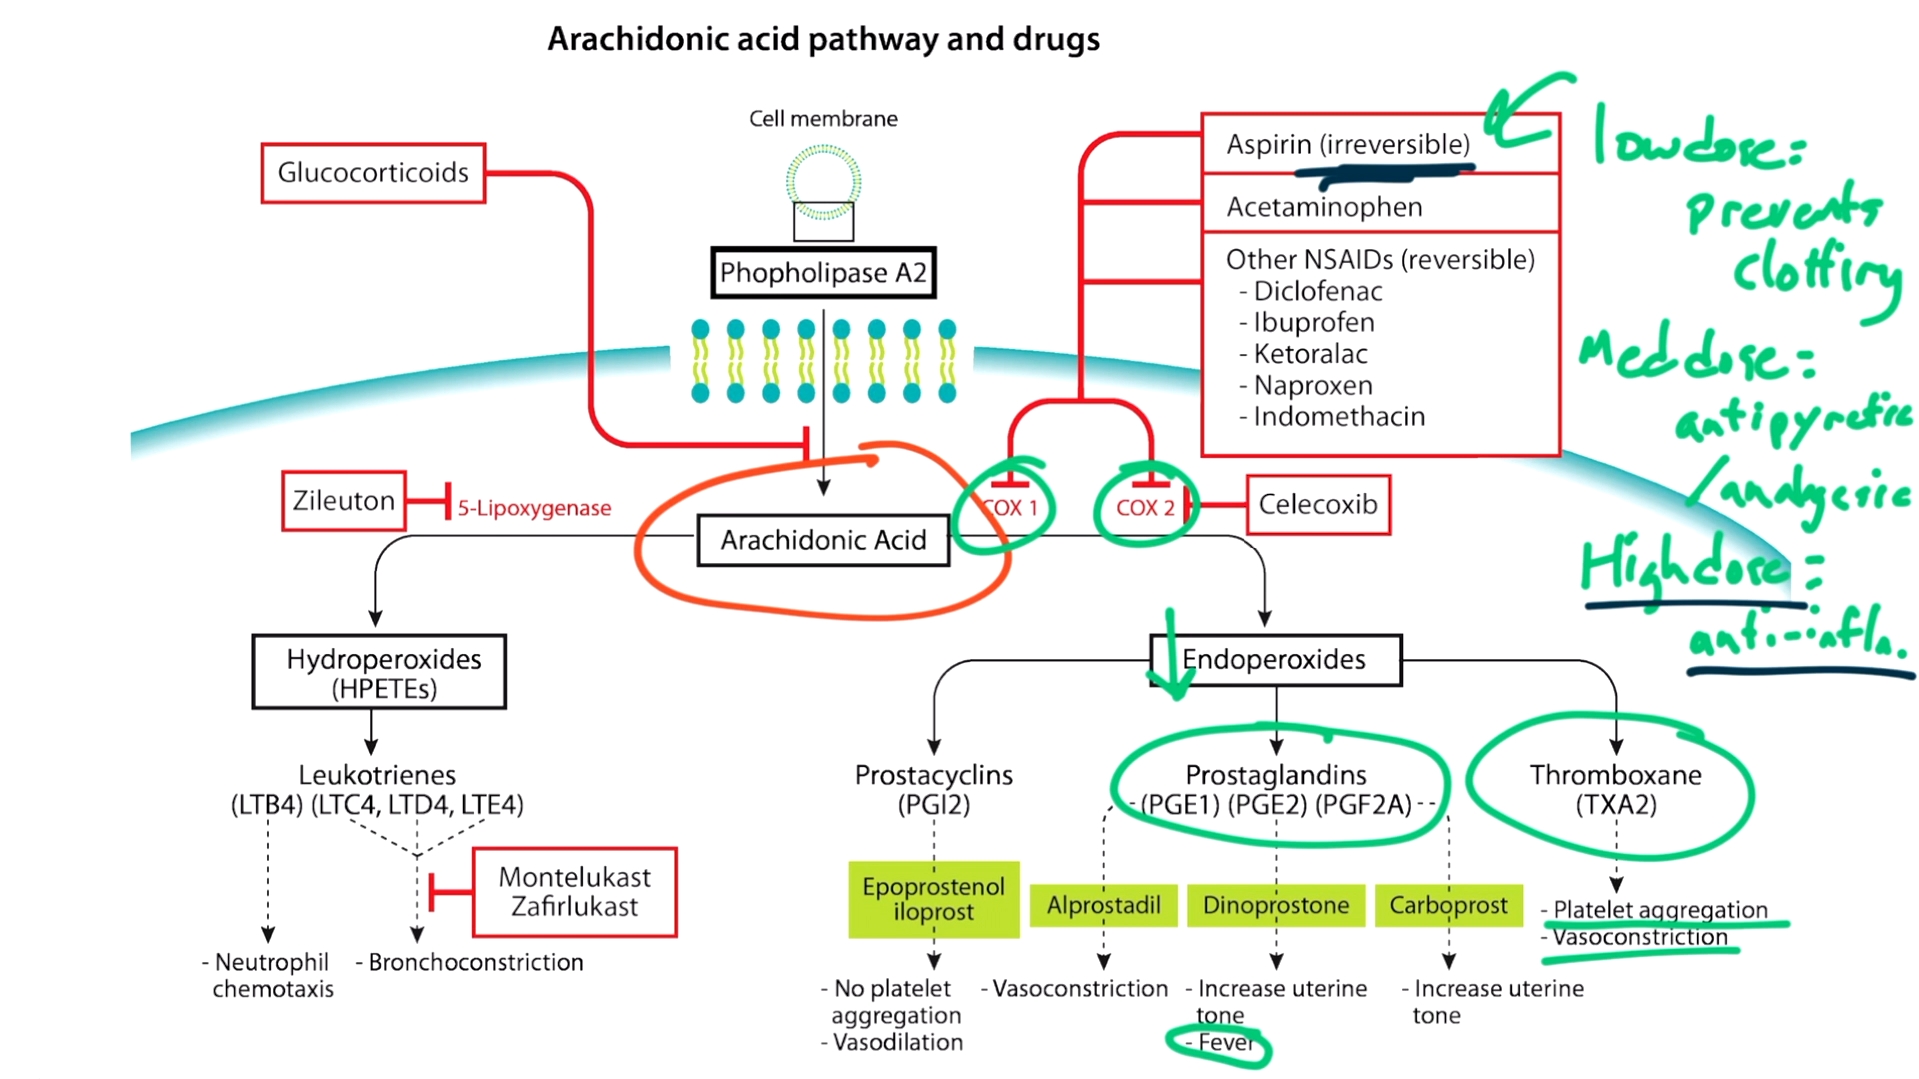 Arachidonic acid pathway and drugs
Cell membrane
Glucocorticoids
Phopholipase A2
Aspirin (irreversible)
Acetaminophen
Other NSAIDs (reversible)
- Diclofenac
- Ibuprofen
- Ketoralac
- Naproxen
- Indomethacin
low dose =
prevents
clotting
Med dose =
antipyretic
/analgesic
High dose =
anti-infla.
Zileuton
5-Lipoxygenase
Arachidonic Acid
COX 1
COX 2
Celecoxib
Hydroperoxides
(HPETEs)
Endoperoxides
Leukotrienes
(LTB4) (LTC4, LTD4, LTE4)
Prostacyclins
(PGI2)
Prostaglandins
(PGE1) (PGE2) (PGF2A)
Thromboxane
(TXA2)
Montelukast
Zafirlukast
Epoprostenol
iloprost
Alprostadil
Dinoprostone
Carboprost
- Neutrophil
chemotaxis
- Bronchoconstriction
- No platelet
aggregation
- Vasodilation
- Vasoconstriction
- Increase uterine
tone
- Fever
- Increase uterine
tone
- Platelet aggregation
- Vasoconstriction